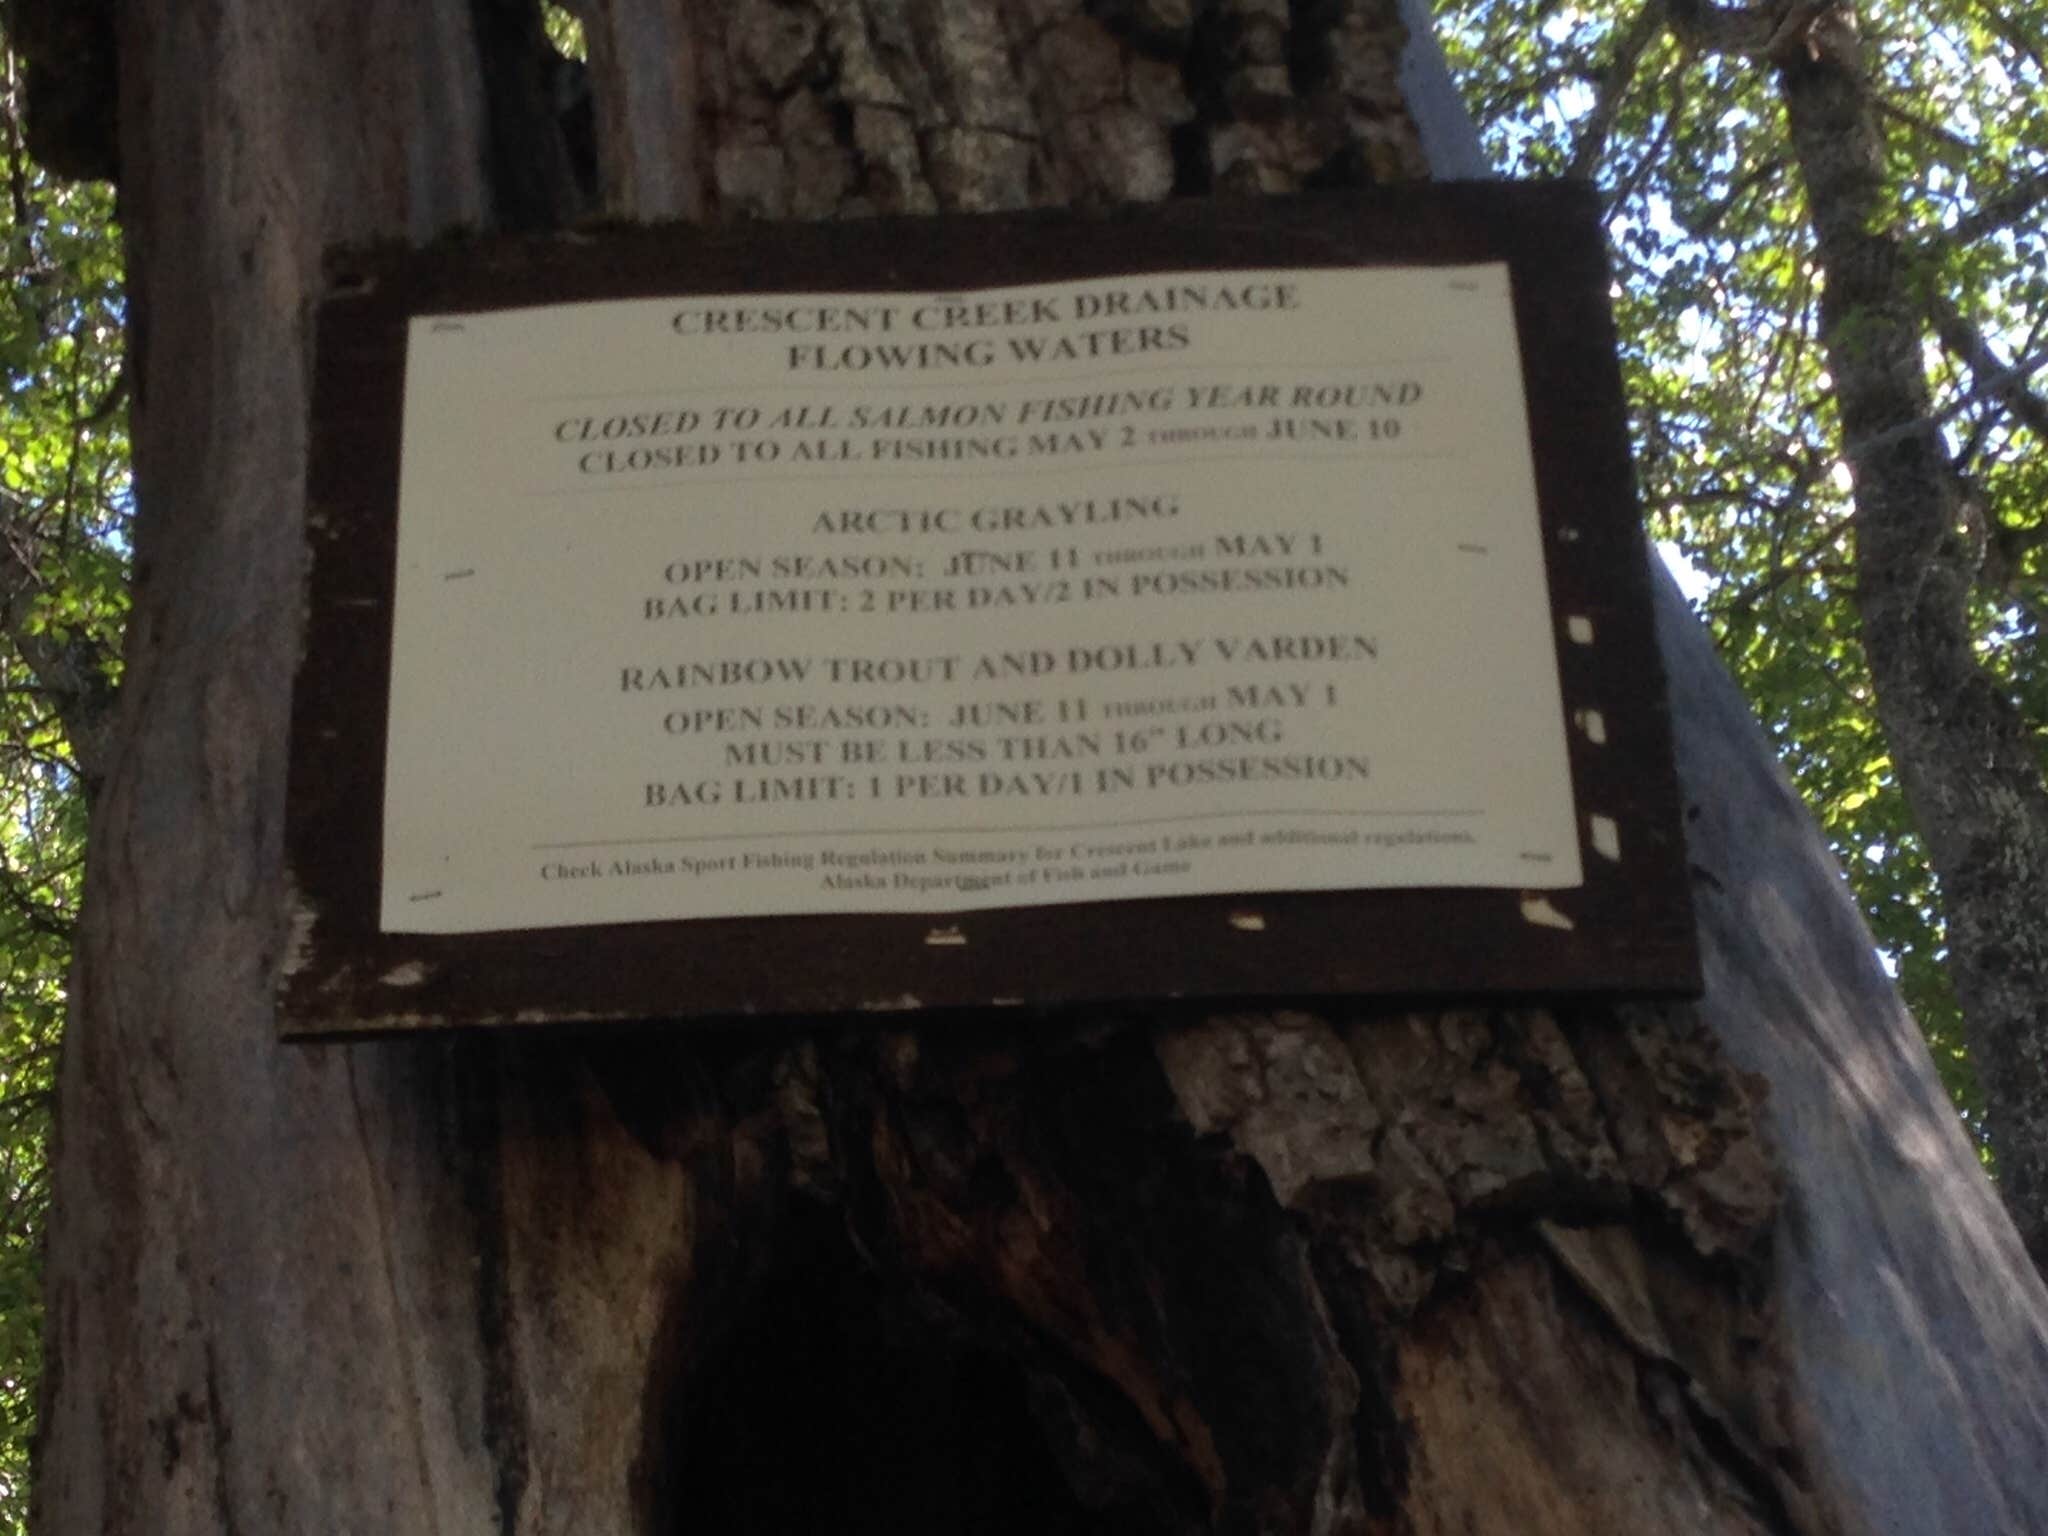 CRESCENT CREEK DRAINAGE
FLOWING WATERS
CLOSED TO ALL SALMON FISHING YEAR ROUND
CLOSED TO ALL FISHING MAY 2 THROUGH JUNE 10
ARCTIC GRAYLING
OPEN SEASON: JUNE 11 THROUGH MAY 1
BAG LIMIT: 2 PER DAY/2 IN POSSESSION
RAINBOW TROUT AND DOLLY VARDEN
OPEN SEASON: JUNE 11 THROUGH MAY 1
MUST BE LESS THAN 16" LONG
BAG LIMIT: 1 PER DAY/1 IN POSSESSION
Check Alaska Sport Fishing Regulation Summary for Crescent Lake and additional regulations.
Alaska Department of Fish and Game